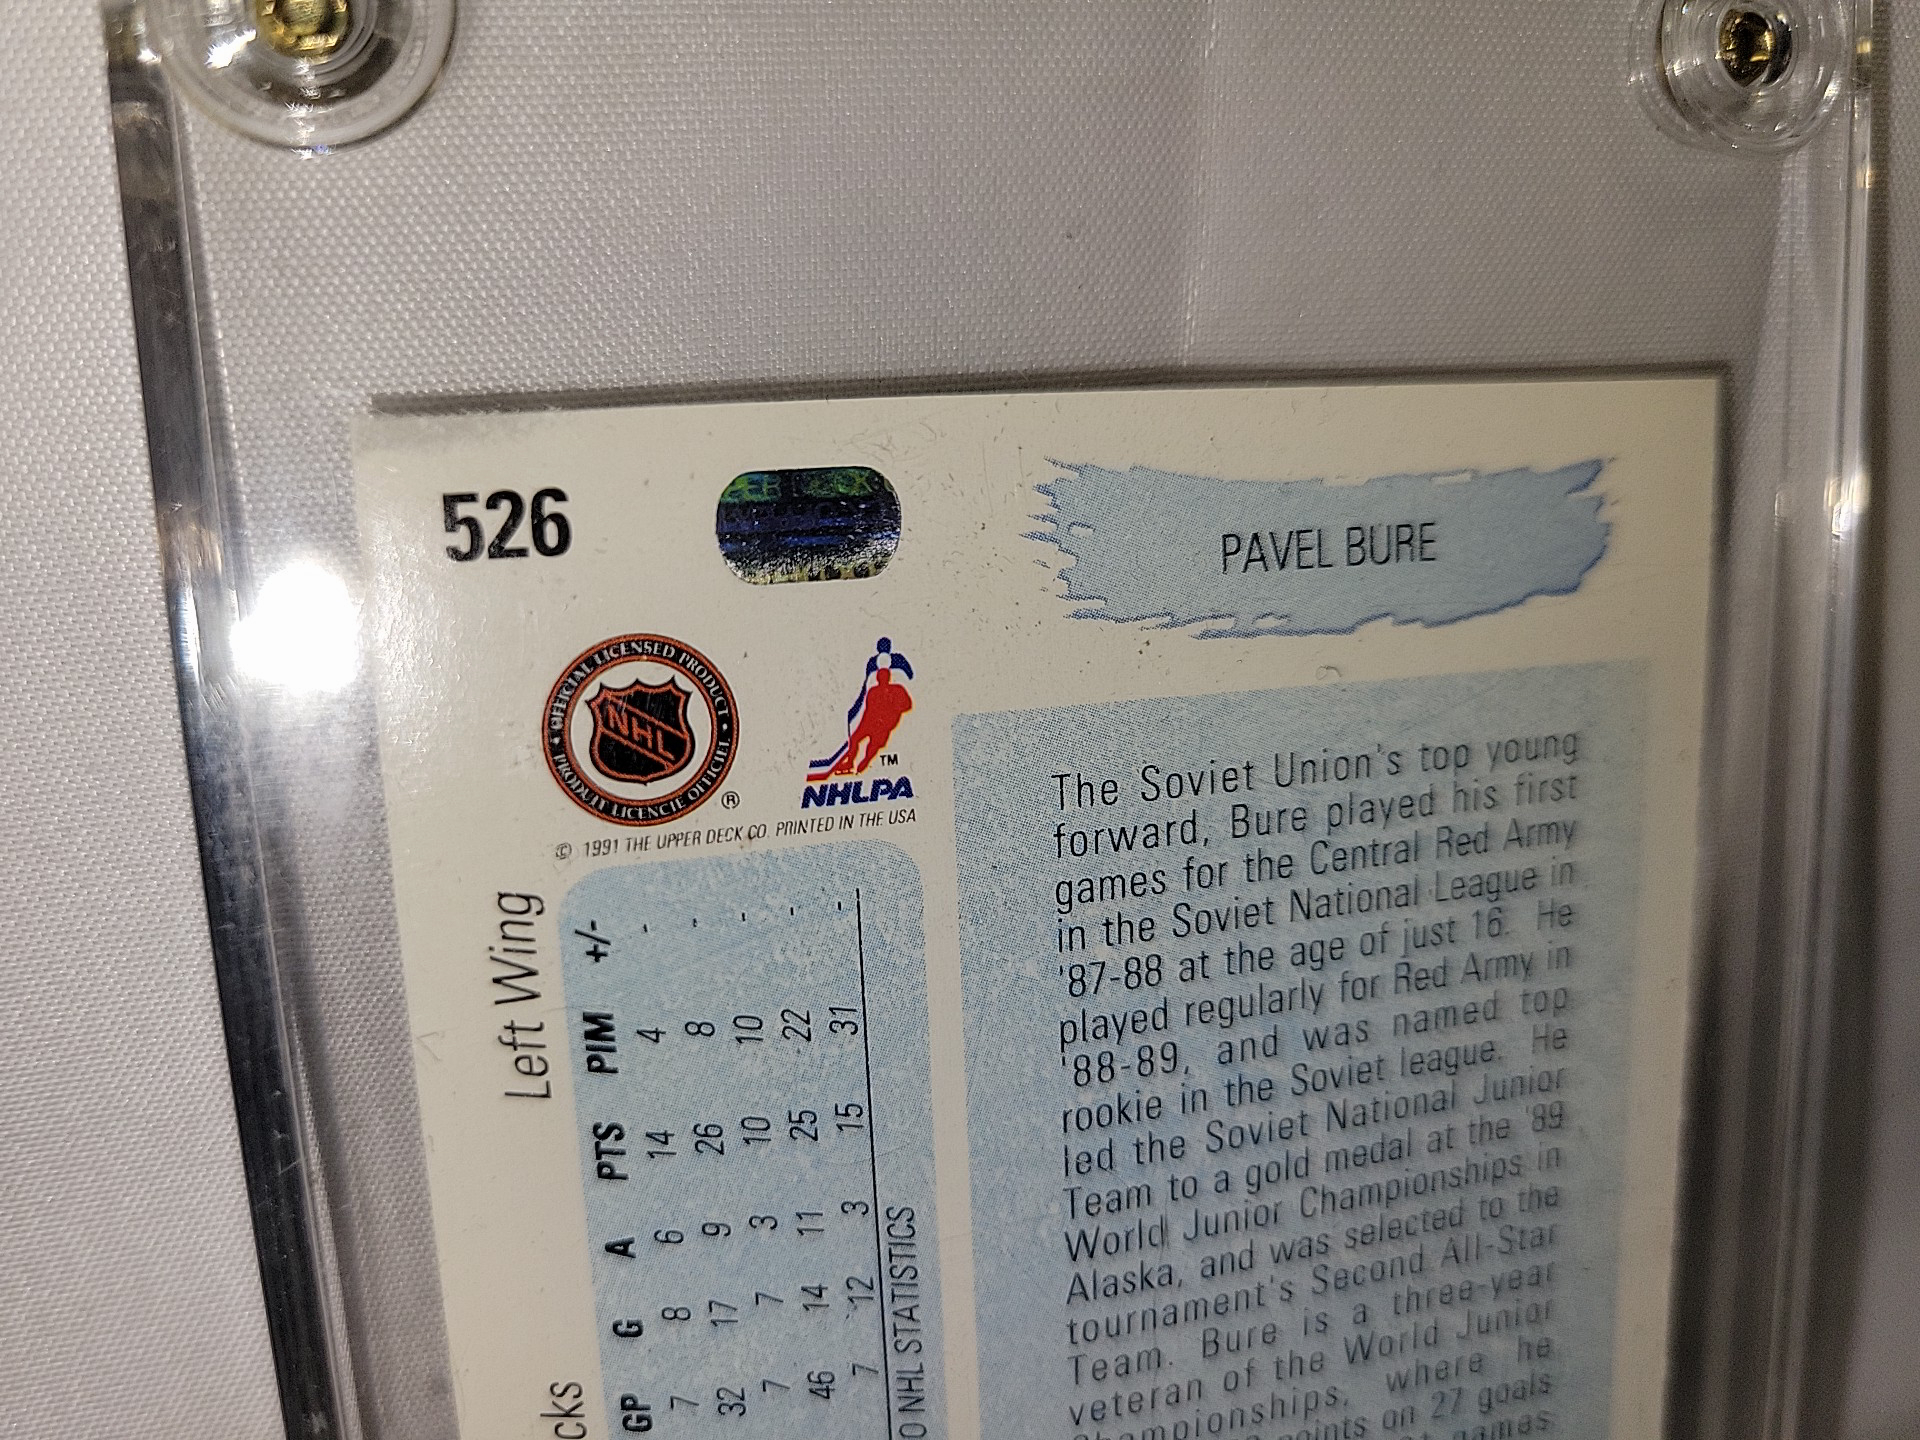 526
PAVEL BURE
OFFICIAL LICENSED PRODUCT
NHL
PRODUIT LICENCIE OFFICIEL
®
TM
NHLPA
© 1991 THE UPPER DECK CO. PRINTED IN THE USA
Left Wing
GP G A PTS PIM +/-
7 8 6 14 4 -
32 17 9 26 8 -
7 7 3 10 10 -
46 14 11 25 22 -
7 12 3 15 31 -
NHL STATISTICS
The Soviet Union's top young
forward, Bure played his first
games for the Central Red Army
in the Soviet National League in
'87-88 at the age of just 16. He
played regularly for Red Army in
'88-89, and was named top
rookie in the Soviet league. He
led the Soviet National Junior
Team to a gold medal at the '89
World Junior Championships in
Alaska, and was selected to the
tournament's Second All-Star
Team. Bure is a three-year
veteran of the World Junior
Championships, where he
points on 27 goals
games